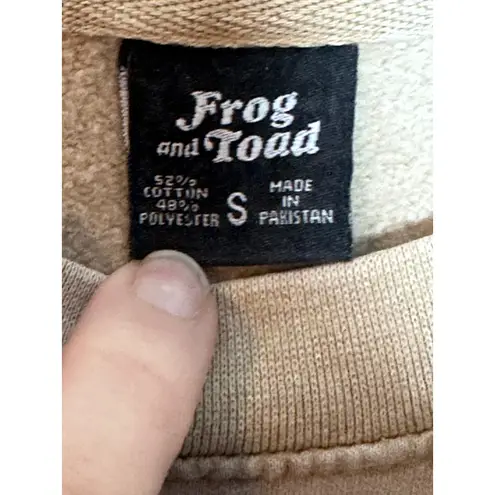 Frog
and Toad
52%
COTTON
48%
POLYESTER
S
MADE
IN
PAKISTAN